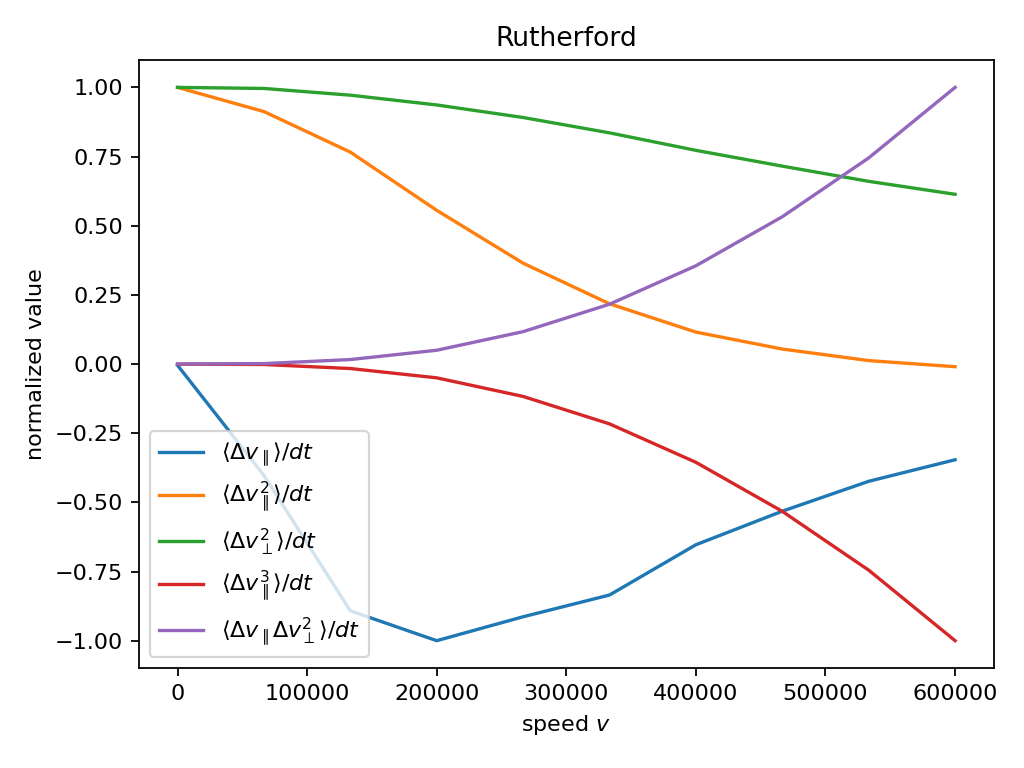 Rutherford
normalized value
1.00
0.75
0.50
0.25
0.00
−0.25
−0.50
−0.75
−1.00
⟨Δv∥⟩/dt
⟨Δv∥²⟩/dt
⟨Δv⊥²⟩/dt
⟨Δv∥³⟩/dt
⟨Δv∥Δv⊥²⟩/dt
0 100000 200000 300000 400000 500000 600000
speed v